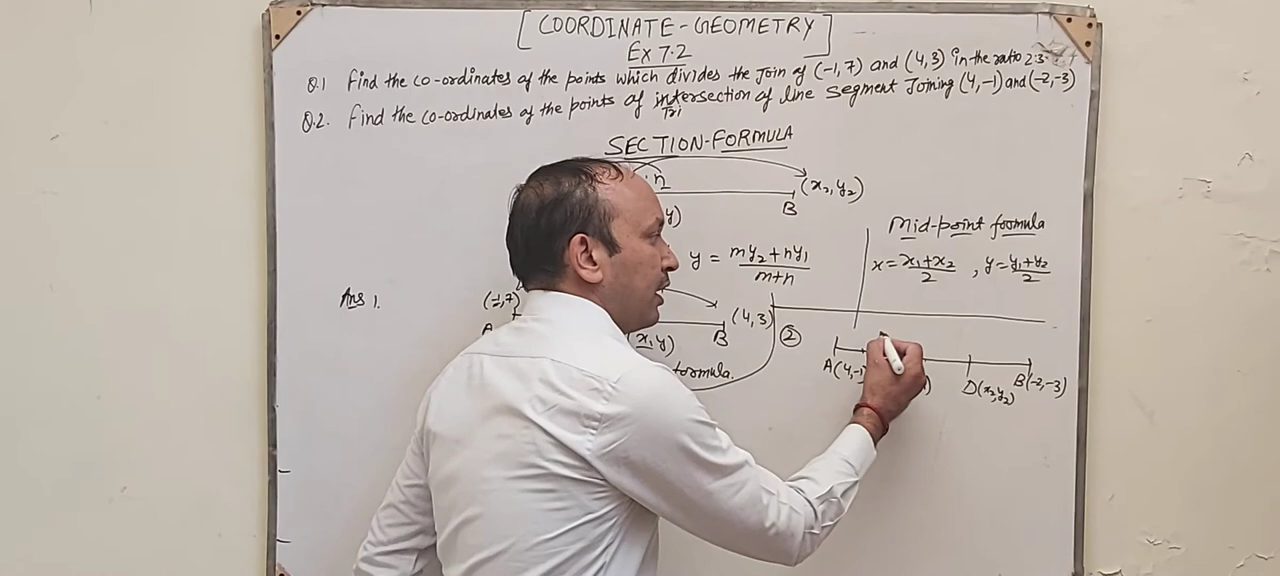 [COORDINATE-GEOMETRY]
Ex 7.2
Q.1 Find the co-ordinates of the points which divides the Join of (-1,7) and (4,3) in the ratio 2:3
Q.2. Find the co-ordinates of the points of intersection of line segment Joining (4,-1) and (-2,-3)
Tri
SECTION-FORMULA
n
B (x₂, y₂)
y)
y = my₂+ny₁ / m+n
Mid-point formula
x = x₁+x₂ / 2 , y = y₁+y₂ / 2
Ans 1.
(-1,7)
A
(x, y)
B (4,3)
formula.
②
A(4,-1
D(x₂,y₂)
B(-2,-3)